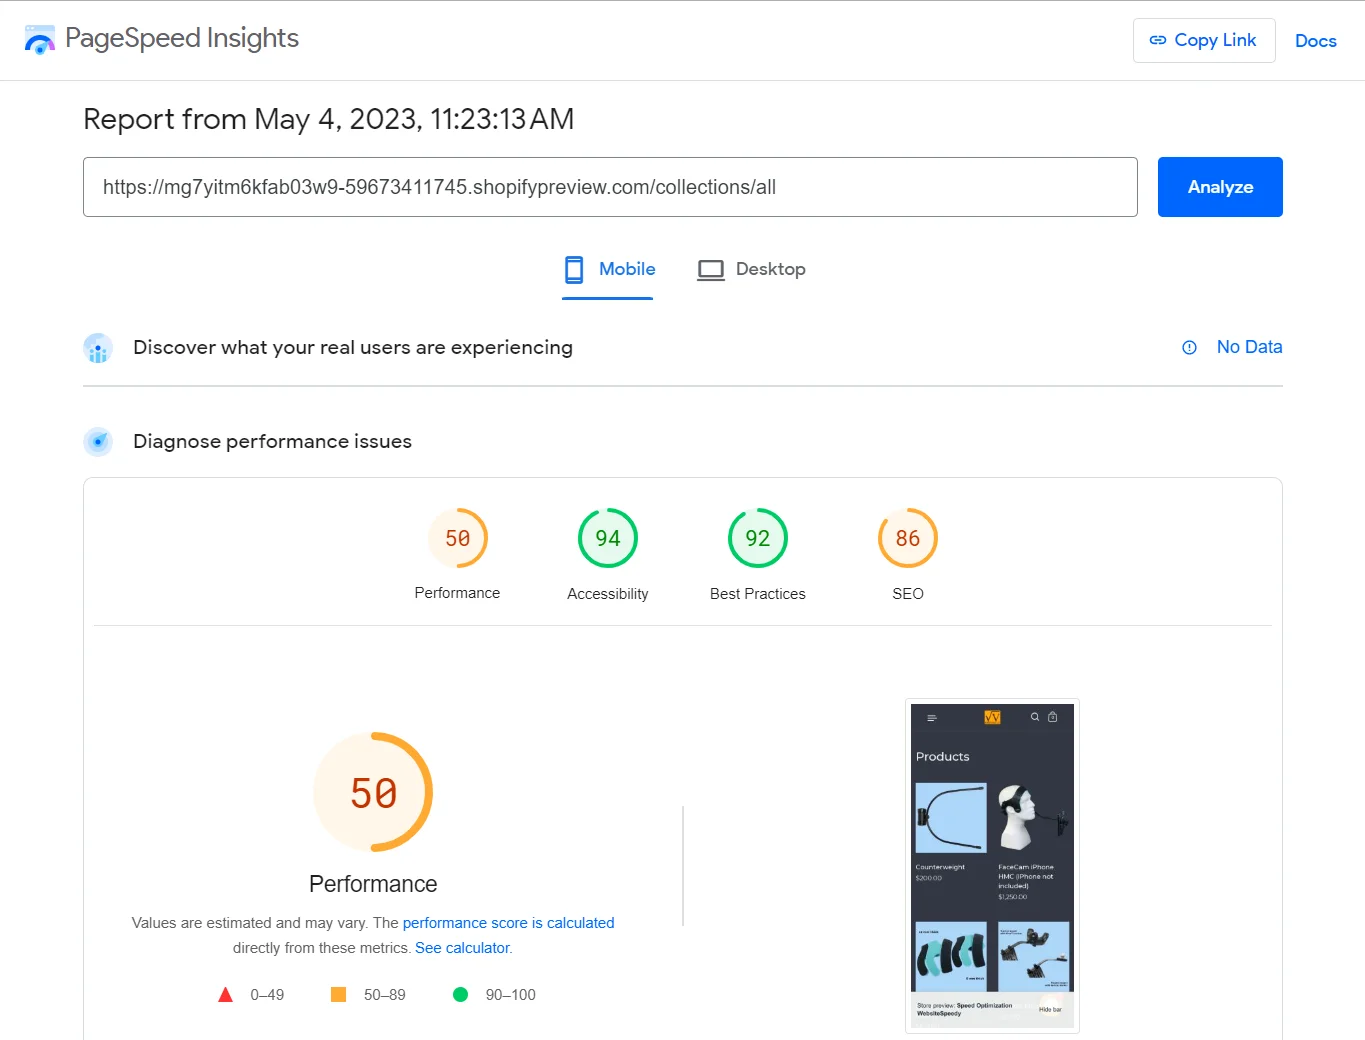 PageSpeed Insights
Copy Link
Docs
Report from May 4, 2023, 11:23:13 AM
https://mg7yitm6kfab03w9-59673411745.shopifypreview.com/collections/all
Analyze
Mobile
Desktop
Discover what your real users are experiencing
No Data
Diagnose performance issues
50
94
92
86
Performance
Accessibility
Best Practices
SEO
50
Performance
Values are estimated and may vary. The performance score is calculated
directly from these metrics. See calculator.
0–49
50–89
90–100
Products
Counterweight
$200.00
FaceCam iPhone
HMC (iPhone not
included)
$1,250.00
Store preview: Speed Optimization
WebsiteSpeedy
Hide bar